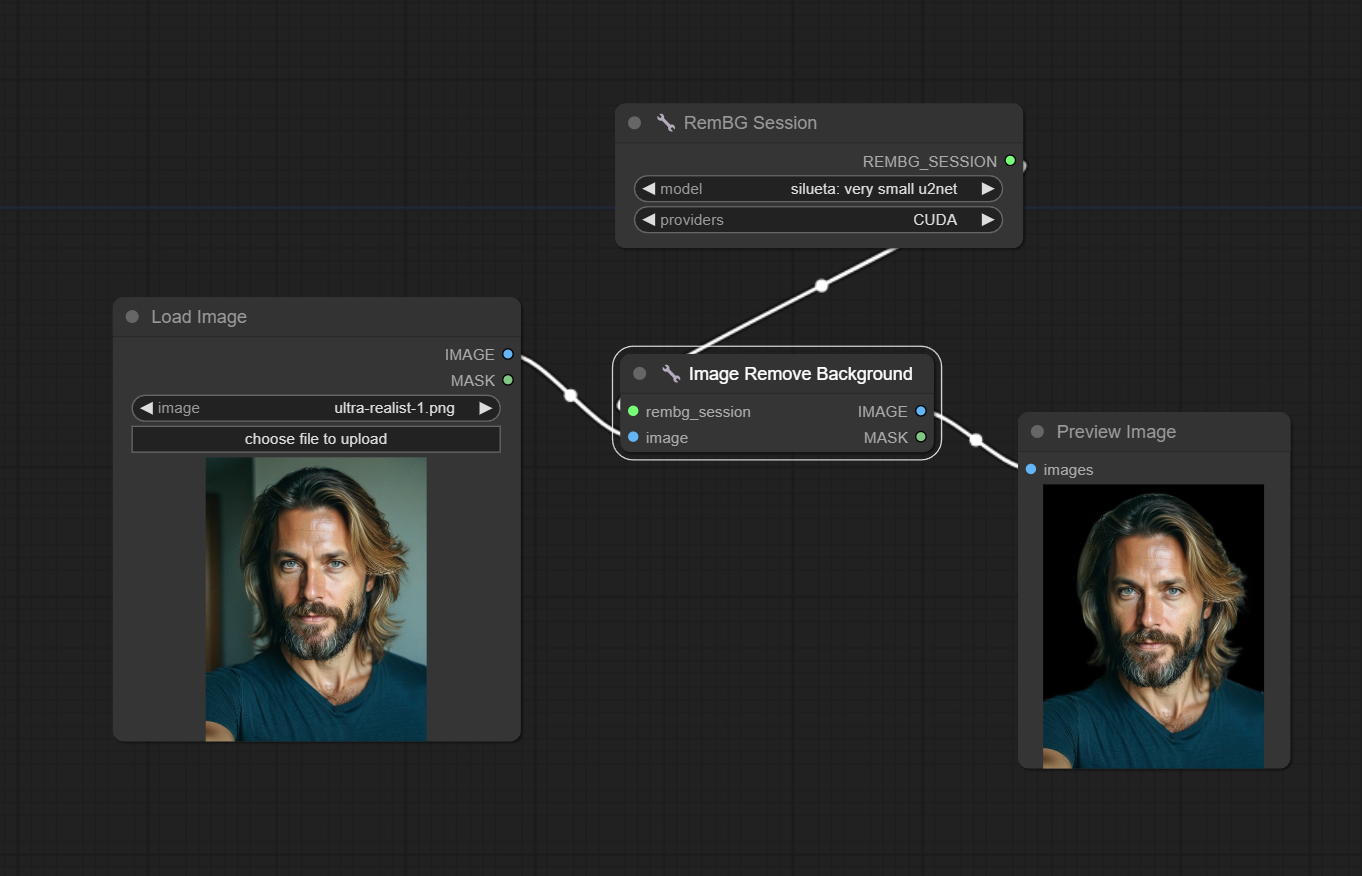 RemBG Session
REMBG_SESSION
model silueta: very small u2net
providers CUDA
Load Image
IMAGE
MASK
image ultra-realist-1.png
choose file to upload
Image Remove Background
rembg_session IMAGE
image MASK
Preview Image
images